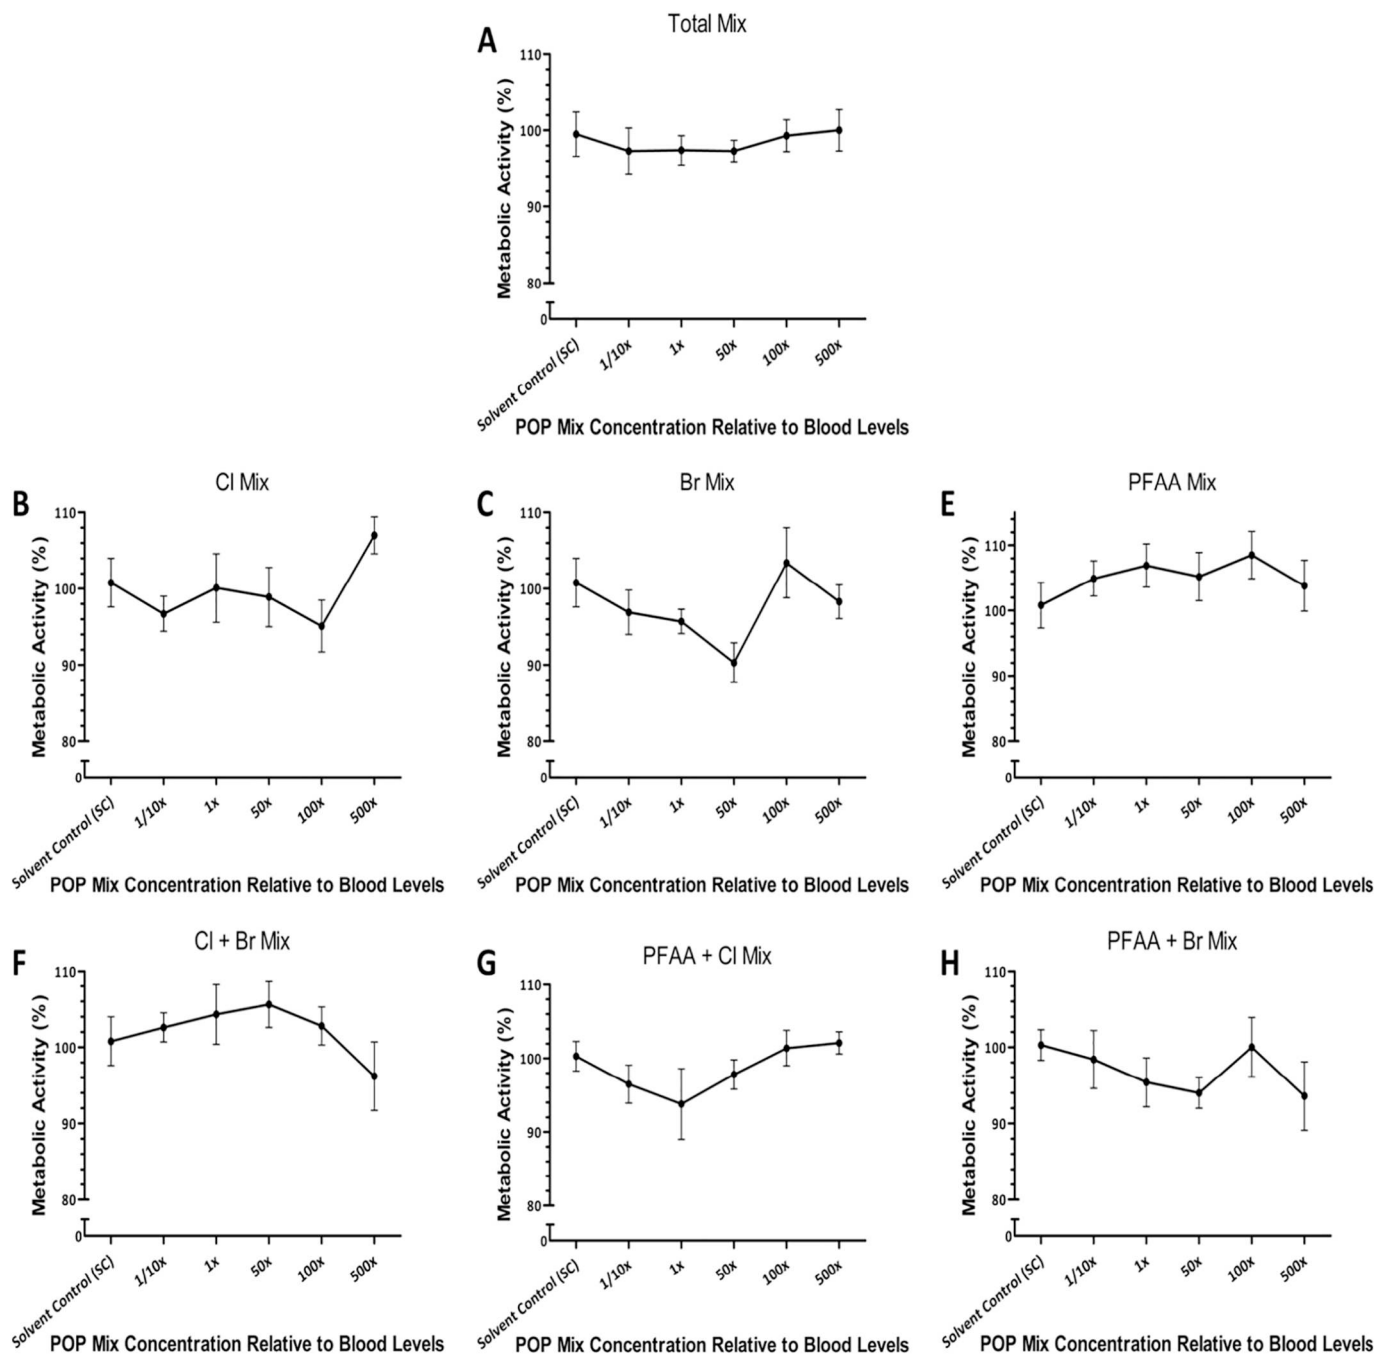 A
Total Mix
Metabolic Activity (%)
110
100
90
80
0
Solvent Control (SC)
1/10x
1x
50x
100x
500x
POP Mix Concentration Relative to Blood Levels
B
Cl Mix
Metabolic Activity (%)
110
100
90
80
0
Solvent Control (SC)
1/10x
1x
50x
100x
500x
POP Mix Concentration Relative to Blood Levels
C
Br Mix
Metabolic Activity (%)
110
100
90
80
0
Solvent Control (SC)
1/10x
1x
50x
100x
500x
POP Mix Concentration Relative to Blood Levels
E
PFAA Mix
Metabolic Activity (%)
110
100
90
80
0
Solvent Control (SC)
1/10x
1x
50x
100x
500x
POP Mix Concentration Relative to Blood Levels
F
Cl + Br Mix
Metabolic Activity (%)
110
100
90
80
0
Solvent Control (SC)
1/10x
1x
50x
100x
500x
POP Mix Concentration Relative to Blood Levels
G
PFAA + Cl Mix
Metabolic Activity (%)
110
100
90
80
0
Solvent Control (SC)
1/10x
1x
50x
100x
500x
POP Mix Concentration Relative to Blood Levels
H
PFAA + Br Mix
Metabolic Activity (%)
110
100
90
80
0
Solvent Control (SC)
1/10x
1x
50x
100x
500x
POP Mix Concentration Relative to Blood Levels